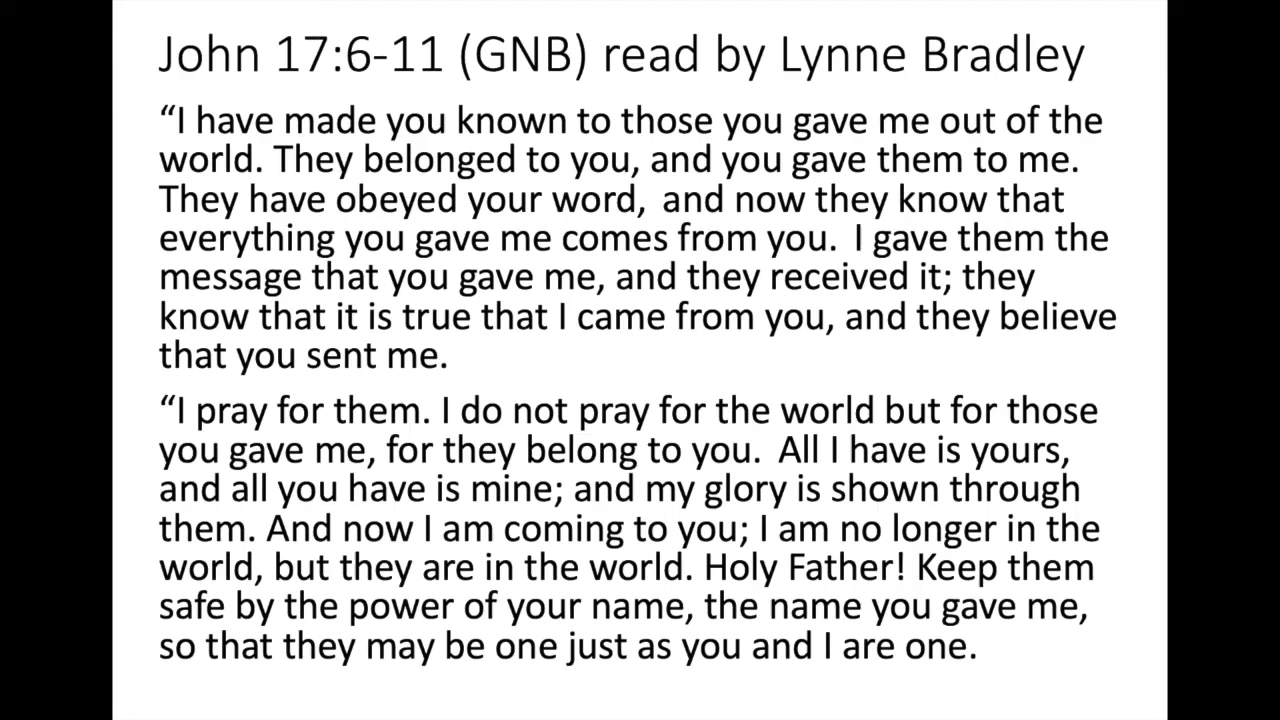 John 17:6-11 (GNB) read by Lynne Bradley
“I have made you known to those you gave me out of the
world. They belonged to you, and you gave them to me.
They have obeyed your word,  and now they know that
everything you gave me comes from you.  I gave them the
message that you gave me, and they received it; they
know that it is true that I came from you, and they believe
that you sent me.
“I pray for them. I do not pray for the world but for those
you gave me, for they belong to you.  All I have is yours,
and all you have is mine; and my glory is shown through
them. And now I am coming to you; I am no longer in the
world, but they are in the world. Holy Father! Keep them
safe by the power of your name, the name you gave me,
so that they may be one just as you and I are one.